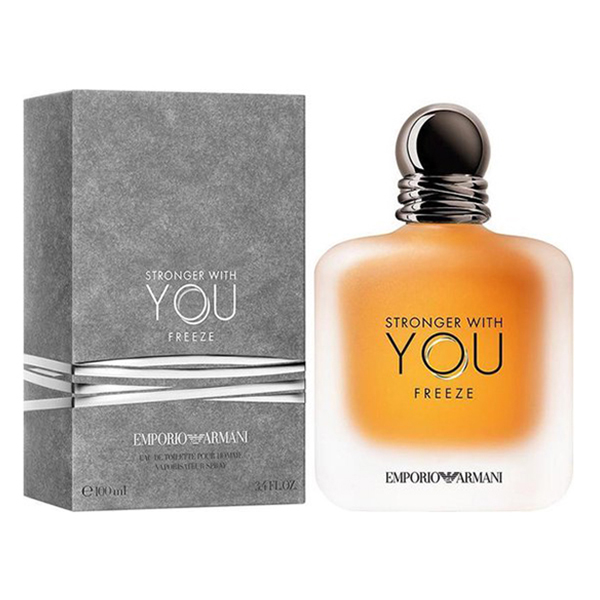 STRONGER WITH
YOU
FREEZE
EMPORIO ARMANI
EAU DE TOILETTE POUR HOMME
VAPORISATEUR SPRAY
e 100 ml 3.4 FL.OZ.
STRONGER WITH
YOU
FREEZE
EMPORIO ARMANI